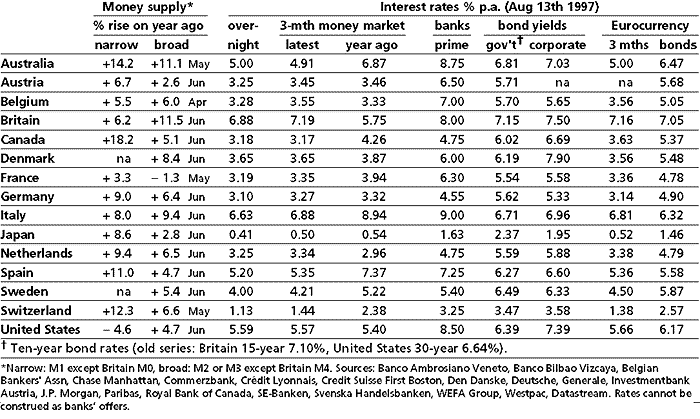 Money supply* Interest rates % p.a. (Aug 13th 1997)
% rise on year ago over- 3-mth money market banks bond yields Eurocurrency
narrow broad night latest year ago prime gov't† corporate 3 mths bonds
Australia +14.2 +11.1 May 5.00 4.91 6.87 8.75 6.81 7.03 5.00 6.47
Austria + 6.7 + 2.6 Jun 3.25 3.45 3.46 6.50 5.71 na na 5.68
Belgium + 5.5 + 6.0 Apr 3.28 3.55 3.33 7.00 5.70 5.65 3.56 5.05
Britain + 6.2 +11.5 Jun 6.88 7.19 5.75 8.00 7.15 7.50 7.16 7.05
Canada +18.2 + 5.1 Jun 3.18 3.17 4.26 4.75 6.02 6.69 3.63 5.37
Denmark na + 8.4 Jun 3.65 3.65 3.87 6.00 6.19 7.90 3.56 5.48
France + 3.3 – 1.3 May 3.19 3.35 3.94 6.30 5.54 5.58 3.36 4.78
Germany + 9.0 + 6.4 Jun 3.10 3.27 3.32 4.55 5.62 5.33 3.14 4.90
Italy + 8.0 + 9.4 Jun 6.63 6.88 8.94 9.00 6.71 6.96 6.81 6.32
Japan + 8.6 + 2.8 Jun 0.41 0.50 0.54 1.63 2.37 1.95 0.52 1.46
Netherlands + 9.4 + 6.5 Jun 3.25 3.34 2.96 4.75 5.59 5.88 3.38 4.79
Spain +11.0 + 4.7 Jun 5.20 5.35 7.37 7.25 6.27 6.60 5.36 5.58
Sweden na + 5.4 Jun 4.00 4.21 5.22 5.40 6.49 6.33 4.50 5.87
Switzerland +12.3 + 6.6 May 1.13 1.44 2.38 3.25 3.47 3.58 1.38 2.57
United States – 4.6 + 4.7 Jun 5.59 5.57 5.40 8.50 6.39 7.39 5.66 6.17
† Ten-year bond rates (old series: Britain 15-year 7.10%, United States 30-year 6.64%).
*Narrow: M1 except Britain M0, broad: M2 or M3 except Britain M4. Sources: Banco Ambrosiano Veneto, Banco Bilbao Vizcaya, Belgian
Bankers' Assn, Chase Manhattan, Commerzbank, Crédit Lyonnais, Credit Suisse First Boston, Den Danske, Deutsche, Generale, Investmentbank
Austria, J.P. Morgan, Paribas, Royal Bank of Canada, SE-Banken, Svenska Handelsbanken, WEFA Group, Westpac, Datastream. Rates cannot be
construed as banks' offers.